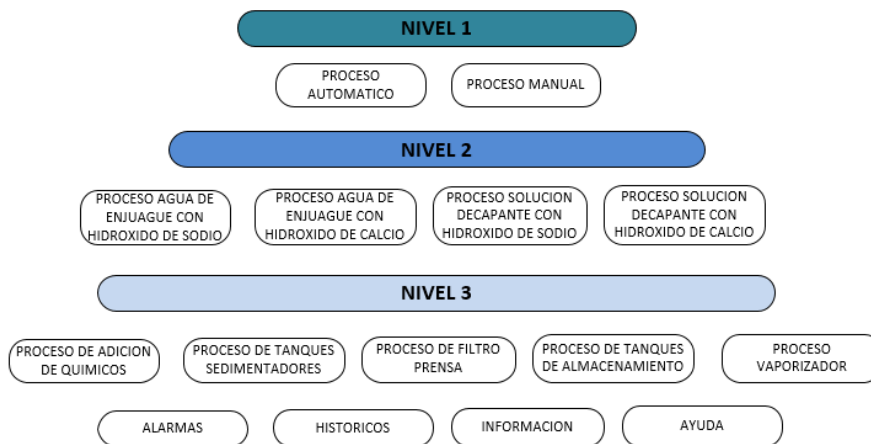 NIVEL 1
PROCESO
AUTOMATICO
PROCESO MANUAL
NIVEL 2
PROCESO AGUA DE
ENJUAGUE CON
HIDROXIDO DE SODIO
PROCESO AGUA DE
ENJUAGUE CON
HIDROXIDO DE CALCIO
PROCESO SOLUCION
DECAPANTE CON
HIDROXIDO DE SODIO
PROCESO SOLUCION
DECAPANTE CON
HIDROXIDO DE CALCIO
NIVEL 3
PROCESO DE ADICION
DE QUIMICOS
PROCESO DE TANQUES
SEDIMENTADORES
PROCESO DE FILTRO
PRENSA
PROCESO DE TANQUES
DE ALMACENAMIENTO
PROCESO
VAPORIZADOR
ALARMAS
HISTORICOS
INFORMACION
AYUDA